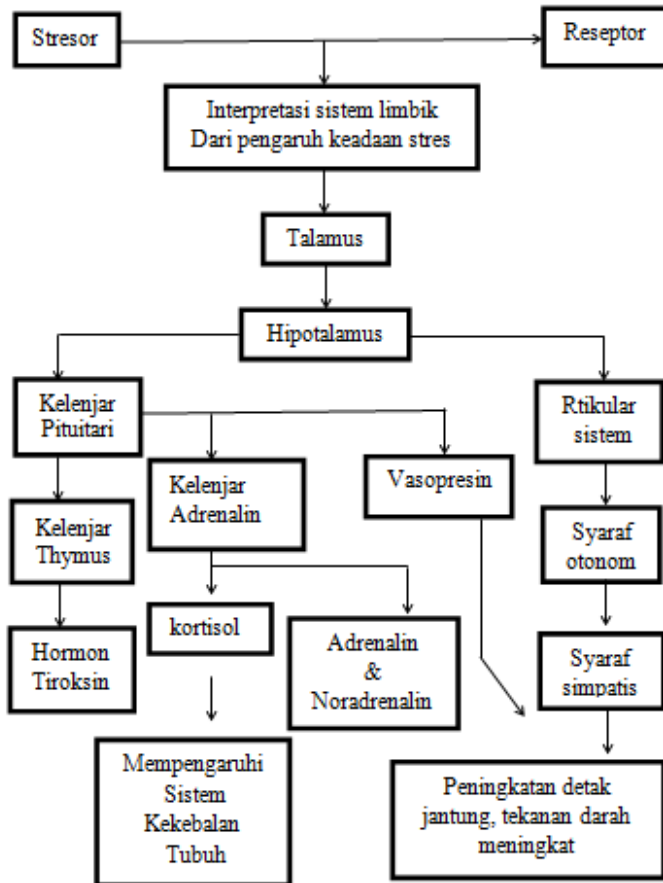 Stresor
Reseptor
Interpretasi sistem limbik
Dari pengaruh keadaan stres
Talamus
Hipotalamus
Kelenjar
Pituitari
Rtikular
sistem
Kelenjar
Adrenalin
Vasopresin
Kelenjar
Thymus
Syaraf
otonom
kortisol
Adrenalin
&
Noradrenalin
Hormon
Tiroksin
Syaraf
simpatis
Mempengaruhi
Sistem
Kekebalan
Tubuh
Peningkatan detak
jantung, tekanan darah
meningkat